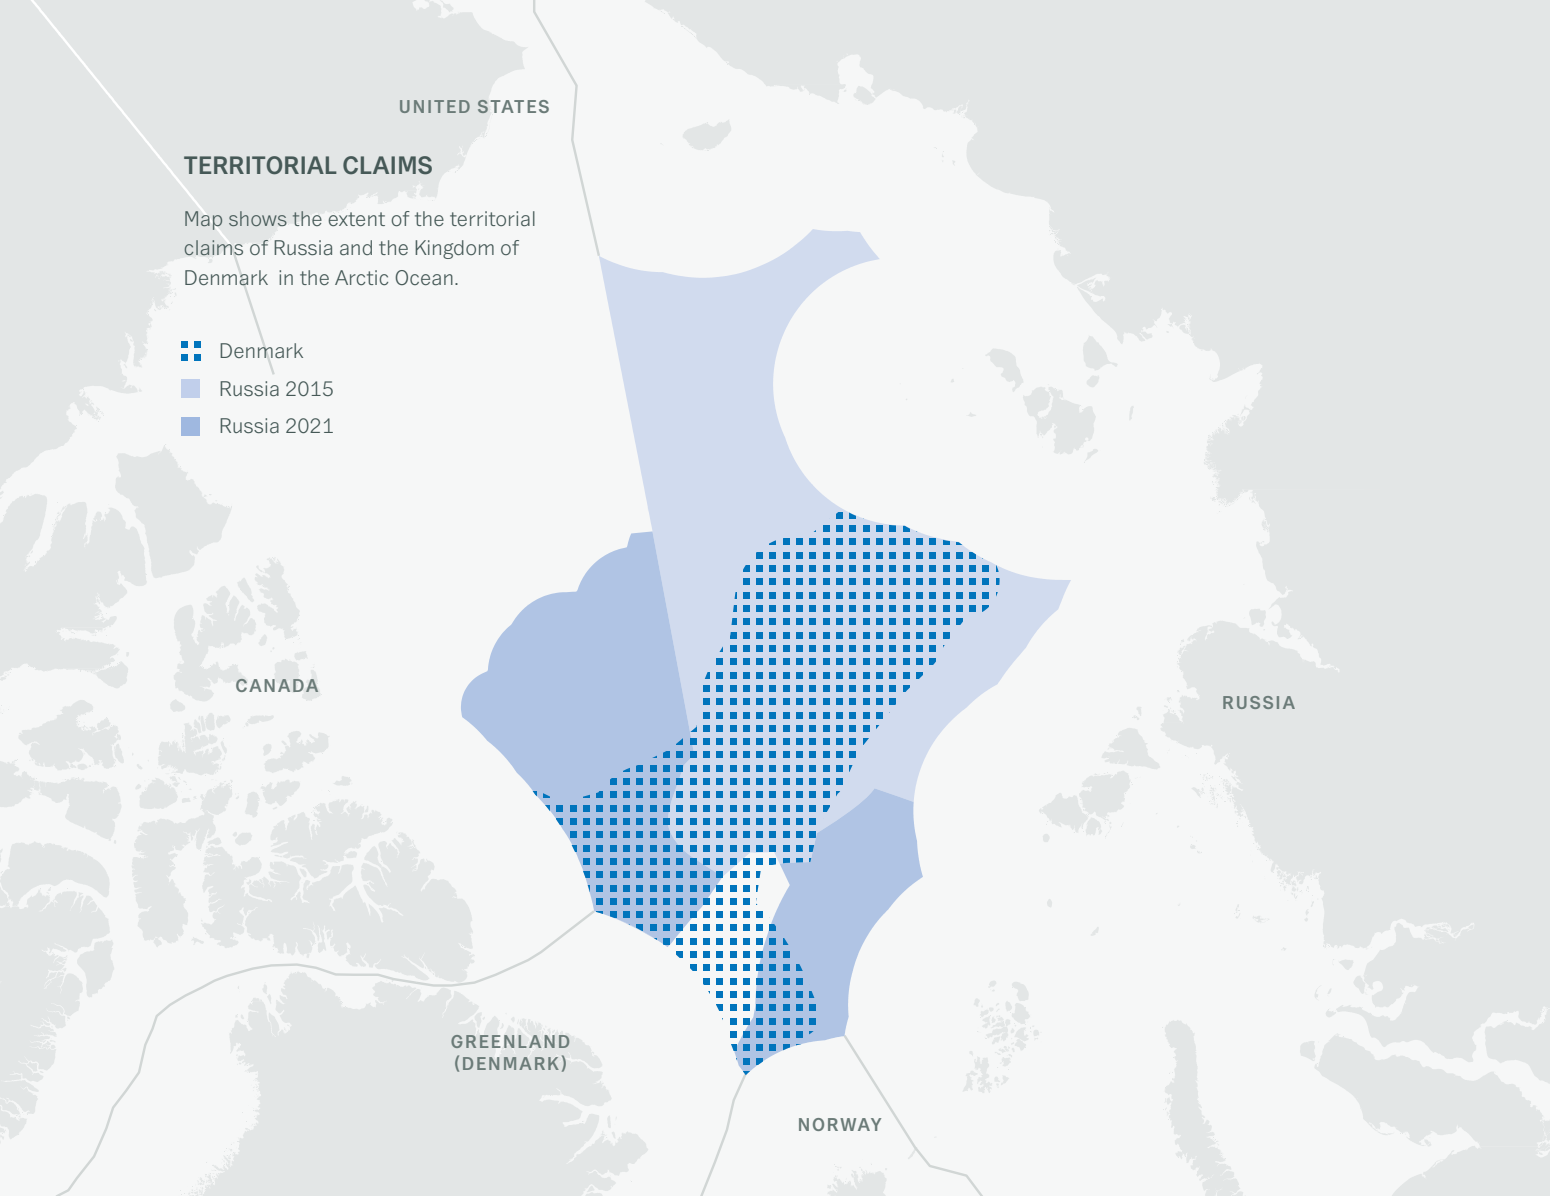 UNITED STATES
TERRITORIAL CLAIMS
Map shows the extent of the territorial
claims of Russia and the Kingdom of
Denmark  in the Arctic Ocean.
Denmark
Russia 2015
Russia 2021
CANADA
RUSSIA
GREENLAND
(DENMARK)
NORWAY